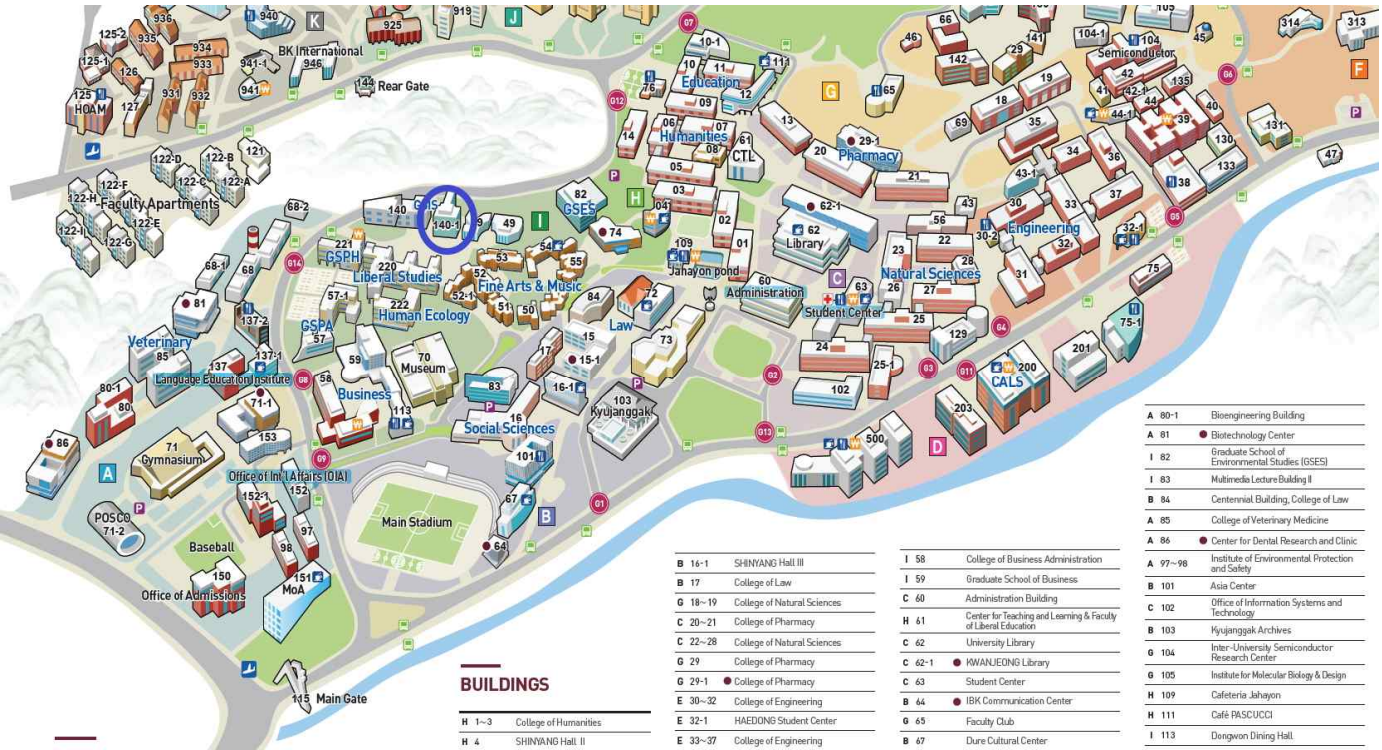 936
940
K
919
J
925
G7
66
142
46
29
141
104-1
105
104
45
314
313
125-2
935
934
BK International
10-1
125-1
126
933
941-1
946
10
11
111
Semiconductor
125
HOAM
127
931
932
941
144
Rear Gate
76
Education
12
G
65
19
18
42
135
G6
F
41
42-1
44
40
G12
09
69
44-1
39
P
14
06
07
Humanities
61
CTL
08
13
29-1
Pharmacy
20
35
34
36
130
131
122-D
122-B
121
05
133
47
122-C
122-A
122-F
Faculty Apartments
122-H
122-E
122-I
122-G
P
H
03
04
21
43-1
37
38
68-2
140
140-1
49
I
82
GSES
74
02
62-1
62
Library
43
56
30
33
G5
30-2
Engineering
32-1
01
109
Jahayon pond
23
22
28
32
31
221
GSPH
G14
54
55
53
52
220
Liberal Studies
Fine Arts & Music
52-1
51
50
60
Administration
C
63
Natural Sciences
26
27
75
68-1
68
81
57-1
222
Human Ecology
84
72
Law
Student Center
137-2
GSPA
57
15
73
25
129
G4
75-1
Veterinary
85
137
137-1
59
70
Museum
17
15-1
24
201
Language Education Institute
G8
58
83
16-1
P
G2
25-1
G3
G11
CALS
200
80-1
80
71-1
Business
113
P
103
Kyujanggak
102
203
86
153
16
Social Sciences
71
Gymnasium
G13
A
G9
101
500
D
Office of Int'l Affairs (OIA)
152
152-1
67
B
G1
POSCO
71-2
P
97
Main Stadium
64
Baseball
98
150
151
MoA
Office of Admissions
115
Main Gate
BUILDINGS
H 1~3 College of Humanities
H 4 SHINYANG Hall II
B 16-1 SHINYANG Hall III
B 17 College of Law
G 18~19 College of Natural Sciences
C 20~21 College of Pharmacy
C 22~28 College of Natural Sciences
G 29 College of Pharmacy
G 29-1 College of Pharmacy
E 30~32 College of Engineering
E 32-1 HAEDONG Student Center
E 33~37 College of Engineering
I 58 College of Business Administration
I 59 Graduate School of Business
C 60 Administration Building
H 61 Center for Teaching and Learning & Faculty
of Liberal Education
C 62 University Library
C 62-1 KWANJEONG Library
C 63 Student Center
B 64 IBK Communication Center
G 65 Faculty Club
B 67 Dure Cultural Center
A 80-1 Bioengineering Building
A 81 Biotechnology Center
I 82 Graduate School of
Environmental Studies (GSES)
I 83 Multimedia Lecture Building II
B 84 Centennial Building, College of Law
A 85 College of Veterinary Medicine
A 86 Center for Dental Research and Clinic
A 97~98 Institute of Environmental Protection
and Safety
B 101 Asia Center
C 102 Office of Information Systems and
Technology
B 103 Kyujanggak Archives
G 104 Inter-University Semiconductor
Research Center
G 105 Institute for Molecular Biology & Design
H 109 Cafeteria Jahayon
H 111 Café PASCUCCI
I 113 Dongwon Dining Hall